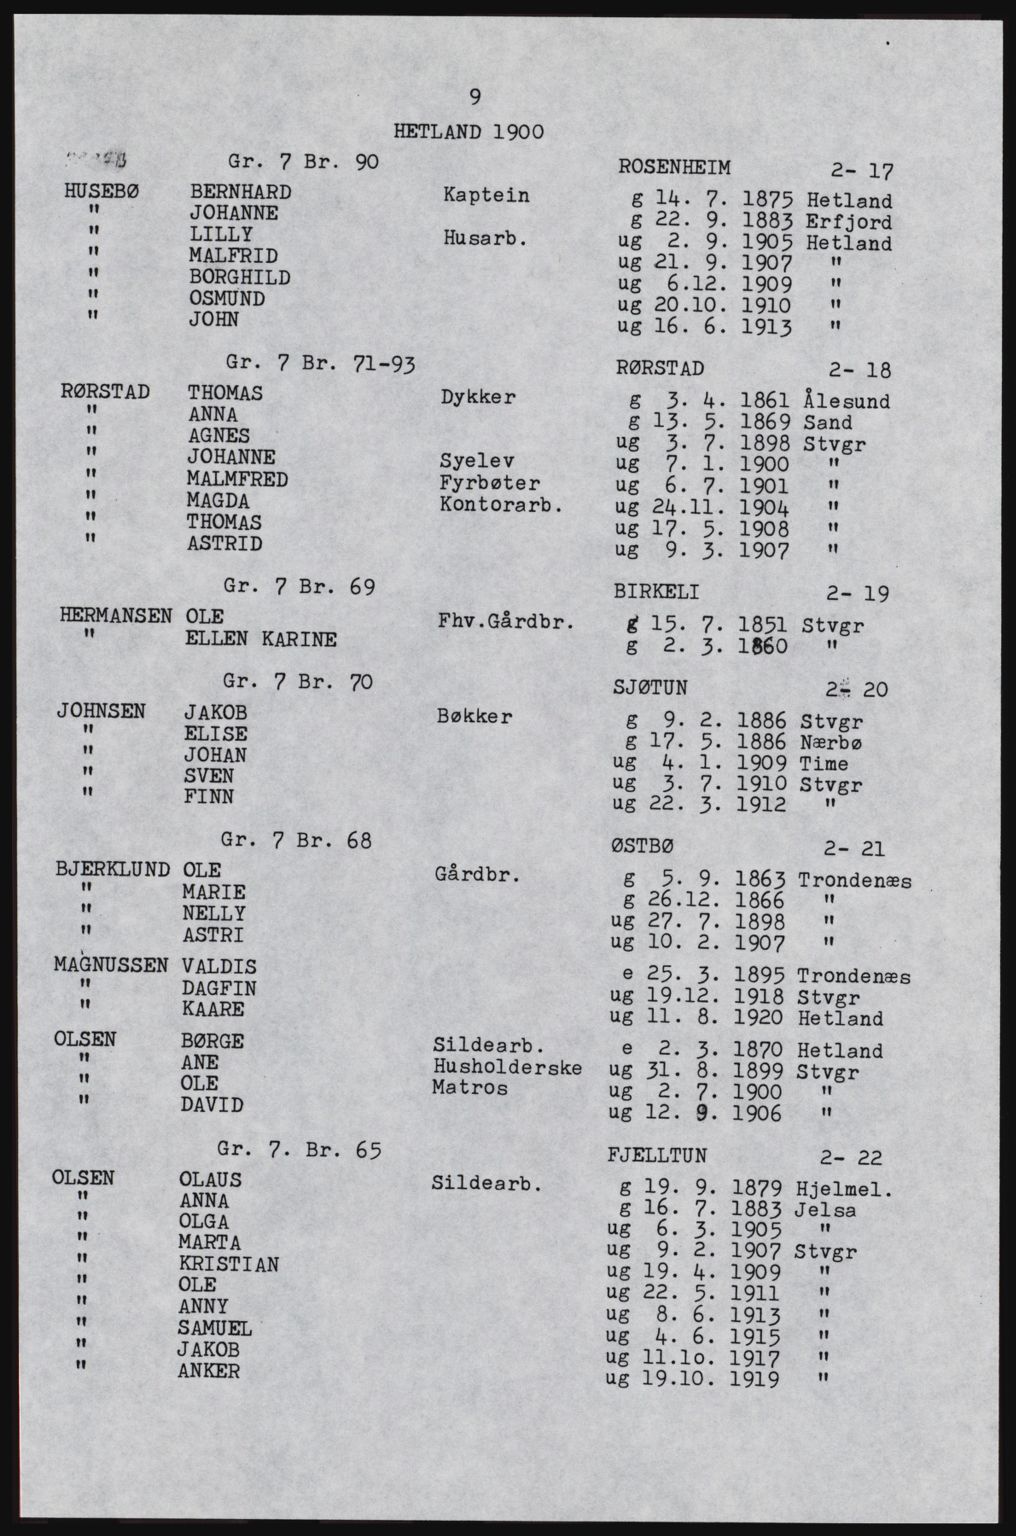 9
HETLAND 1900
Gr. 7 Br. 90 ROSENHEIM 2- 17
HUSEBØ BERNHARD Kaptein g 14. 7. 1875 Hetland
" JOHANNE g 22. 9. 1883 Erfjord
" LILLY Husarb. ug 2. 9. 1905 Hetland
" MALFRID ug 21. 9. 1907 "
" BORGHILD ug 6.12. 1909 "
" OSMUND ug 20.10. 1910 "
" JOHN ug 16. 6. 1913 "
Gr. 7 Br. 71-93 RØRSTAD 2- 18
RØRSTAD THOMAS Dykker g 3. 4. 1861 Ålesund
" ANNA g 13. 5. 1869 Sand
" AGNES ug 3. 7. 1898 Stvgr
" JOHANNE Syelev ug 7. 1. 1900 "
" MALMFRED Fyrbøter ug 6. 7. 1901 "
" MAGDA Kontorarb. ug 24.11. 1904 "
" THOMAS ug 17. 5. 1908 "
" ASTRID ug 9. 3. 1907 "
Gr. 7 Br. 69 BIRKELI 2- 19
HERMANSEN OLE Fhv.Gårdbr. g 15. 7. 1851 Stvgr
" ELLEN KARINE g 2. 3. 1860 "
Gr. 7 Br. 70 SJØTUN 2- 20
JOHNSEN JAKOB Bøkker g 9. 2. 1886 Stvgr
" ELISE g 17. 5. 1886 Nærbø
" JOHAN ug 4. 1. 1909 Time
" SVEN ug 3. 7. 1910 Stvgr
" FINN ug 22. 3. 1912 "
Gr. 7 Br. 68 ØSTBØ 2- 21
BJERKLUND OLE Gårdbr. g 5. 9. 1863 Trondenæs
" MARIE g 26.12. 1866 "
" NELLY ug 27. 7. 1898 "
" ASTRI ug 10. 2. 1907 "
MAGNUSSEN VALDIS e 25. 3. 1895 Trondenæs
" DAGFIN ug 19.12. 1918 Stvgr
" KAARE ug 11. 8. 1920 Hetland
OLSEN BØRGE Sildearb. e 2. 3. 1870 Hetland
" ANE Husholderske ug 31. 8. 1899 Stvgr
" OLE Matros ug 2. 7. 1900 "
" DAVID ug 12. 9. 1906 "
Gr. 7. Br. 65 FJELLTUN 2- 22
OLSEN OLAUS Sildearb. g 19. 9. 1879 Hjelmel.
" ANNA g 16. 7. 1883 Jelsa
" OLGA ug 6. 3. 1905 "
" MARTA ug 9. 2. 1907 Stvgr
" KRISTIAN ug 19. 4. 1909 "
" OLE ug 22. 5. 1911 "
" ANNY ug 8. 6. 1913 "
" SAMUEL ug 4. 6. 1915 "
" JAKOB ug 11.1o. 1917 "
" ANKER ug 19.10. 1919 "